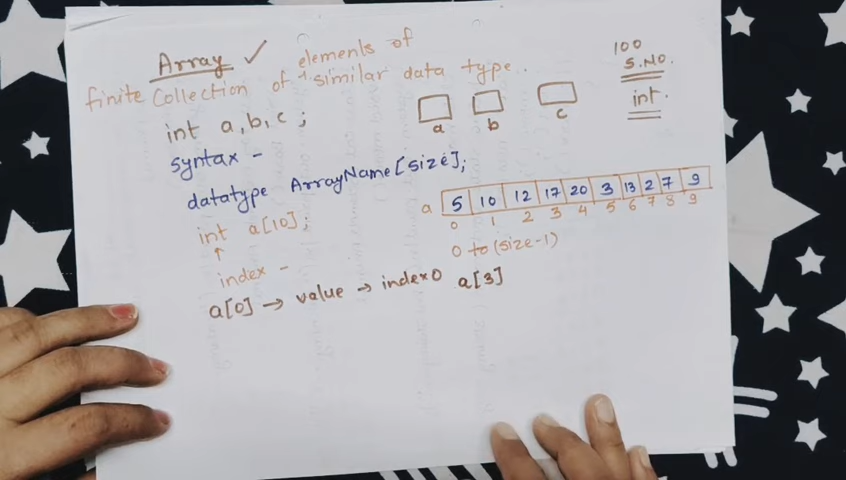 Array ✓
finite Collection of elements of similar data type.
100
S.NO.
int.
int a, b, c ;
a b c
syntax -
datatype ArrayName [size];
int a[10];
↑
a 5 10 12 17 20 3 13 2 7 9
0 1 2 3 4 5 6 7 8 9
0 to (size-1)
index -
a[0] → value → index 0 a[3]